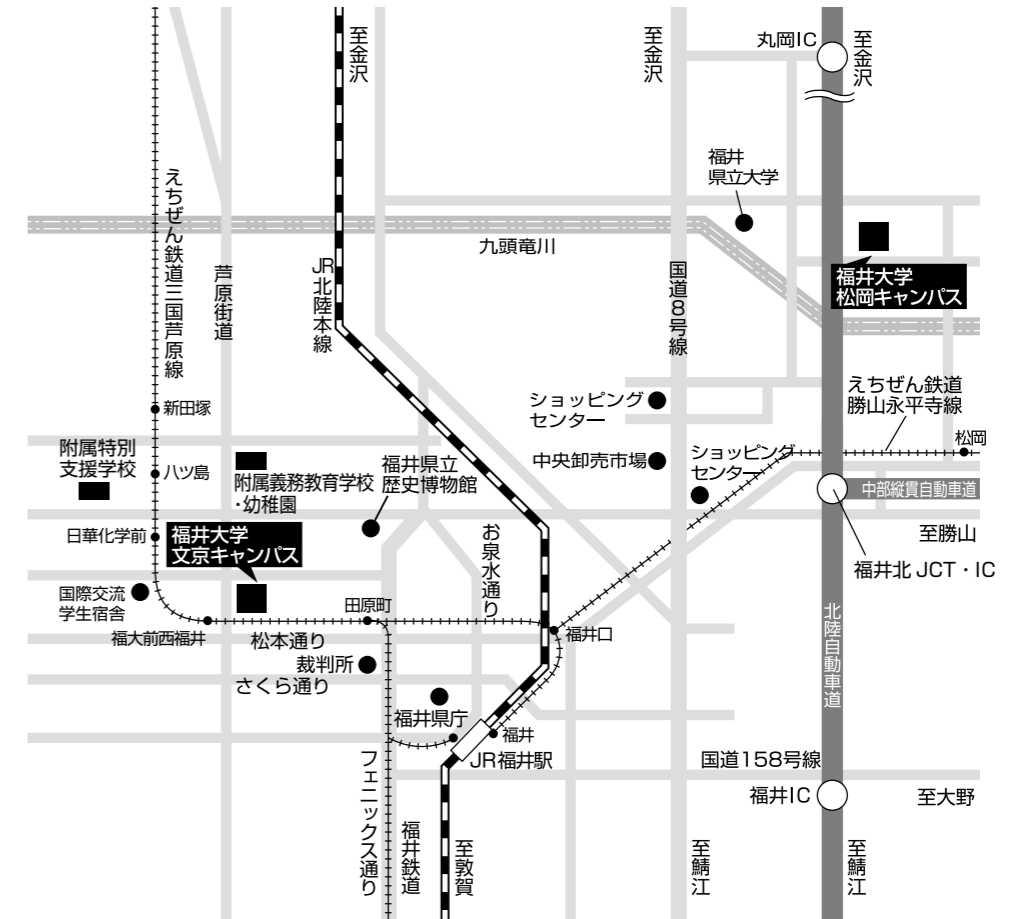 至金沢
至金沢
丸岡IC
至金沢
福井
県立大学
えちぜん鉄道三国芦原線
芦原街道
JR北陸本線
九頭竜川
国道8号線
福井大学
松岡キャンパス
えちぜん鉄道
勝山永平寺線
松岡
新田塚
ショッピング
センター
附属特別
支援学校
八ツ島
附属義務教育学校
・幼稚園
福井県立
歴史博物館
中央卸売市場
ショッピング
センター
中部縦貫自動車道
至勝山
日華化学前
福井大学
文京キャンパス
お泉水通り
福井北JCT・IC
国際交流
学生宿舎
田原町
福大前西福井
松本通り
福井口
裁判所
さくら通り
北陸自動車道
福井県庁
福井
JR福井駅
国道158号線
フェニックス通り
福井鉄道
至敦賀
福井IC
至大野
至鯖江
至鯖江